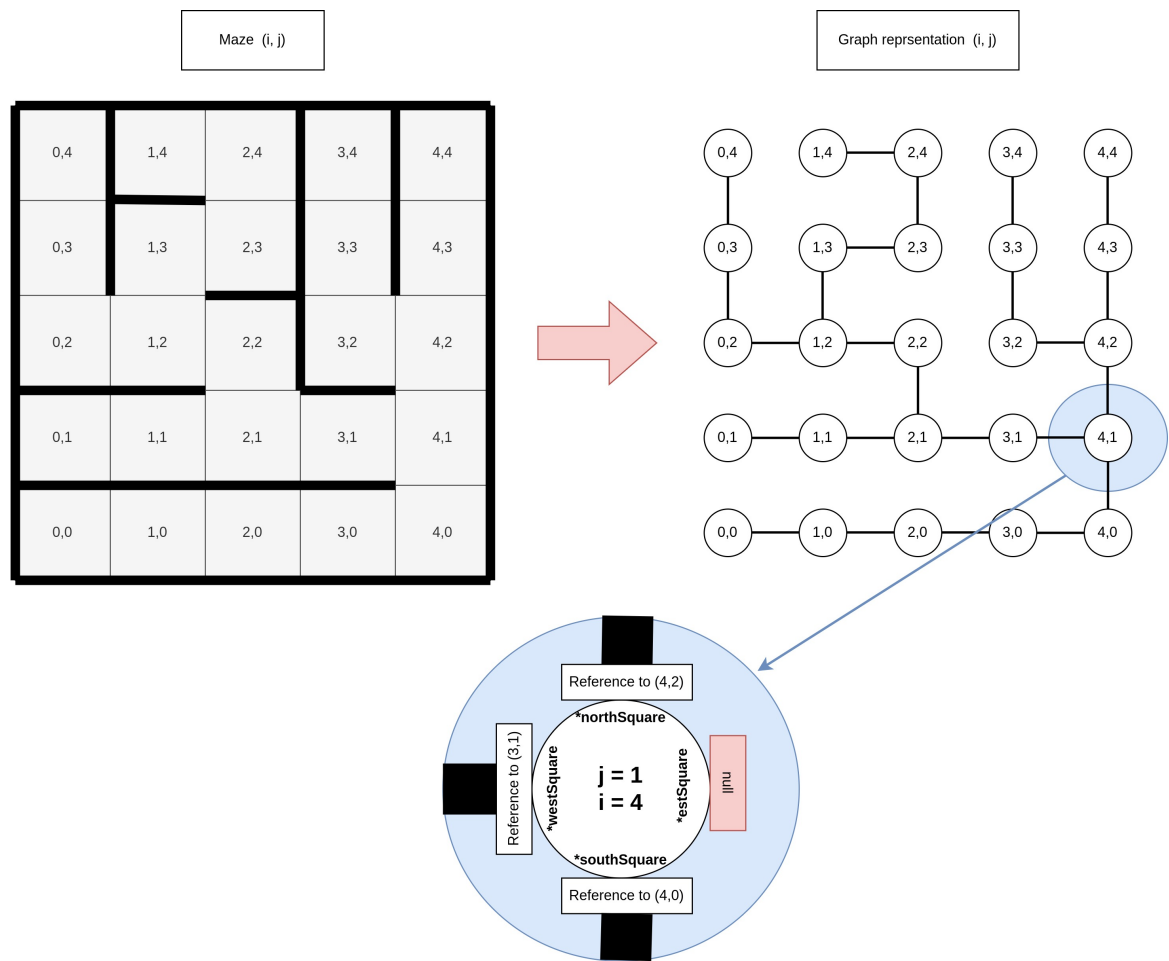 Maze  (i, j)
Graph reprsentation  (i, j)
0,4 1,4 2,4 3,4 4,4
0,3 1,3 2,3 3,3 4,3
0,2 1,2 2,2 3,2 4,2
0,1 1,1 2,1 3,1 4,1
0,0 1,0 2,0 3,0 4,0
0,4 1,4 2,4 3,4 4,4
0,3 1,3 2,3 3,3 4,3
0,2 1,2 2,2 3,2 4,2
0,1 1,1 2,1 3,1 4,1
0,0 1,0 2,0 3,0 4,0
Reference to (4,2)
*northSquare
Reference to (3,1)
*westSquare
j = 1
i = 4
*estSquare
null
*southSquare
Reference to (4,0)